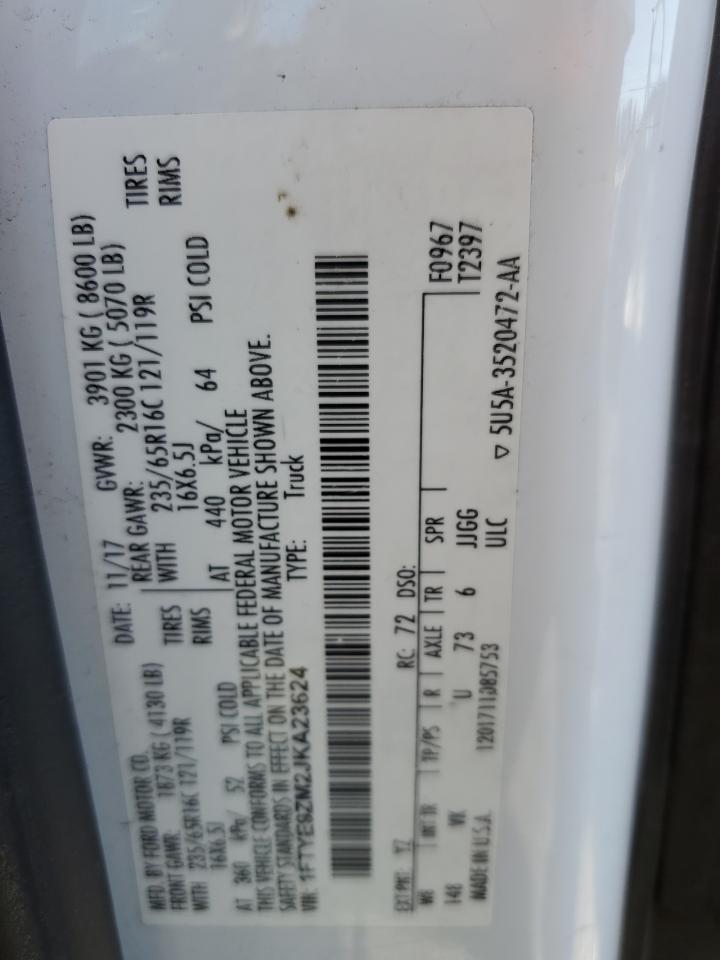 MFD. BY FORD MOTOR CO. DATE: 11/17 GVWR: 3901 KG ( 8600 LB)
FRONT GAWR: 1873 KG ( 4130 LB) REAR GAWR: 2300 KG ( 5070 LB)
WITH 235/65R16C 121/119R TIRES WITH 235/65R16C 121/119R TIRES
16X6.5J RIMS 16X6.5J RIMS
AT 360 kPa/ 52 PSI COLD AT 440 kPa/ 64 PSI COLD
THIS VEHICLE CONFORMS TO ALL APPLICABLE FEDERAL MOTOR VEHICLE
SAFETY STANDARDS IN EFFECT ON THE DATE OF MANUFACTURE SHOWN ABOVE.
VIN: 1FTYE9ZM2JKA23624 TYPE: Truck
EXT PNT: YZ RC: 72 DSO:
WB INT TR TP/PS R AXLE TR SPR F0967
148 VK U 73 6 JJGG T2397
ULC
MADE IN U.S.A. 120171108575​3 ▽ 5U5A-3520472-AA